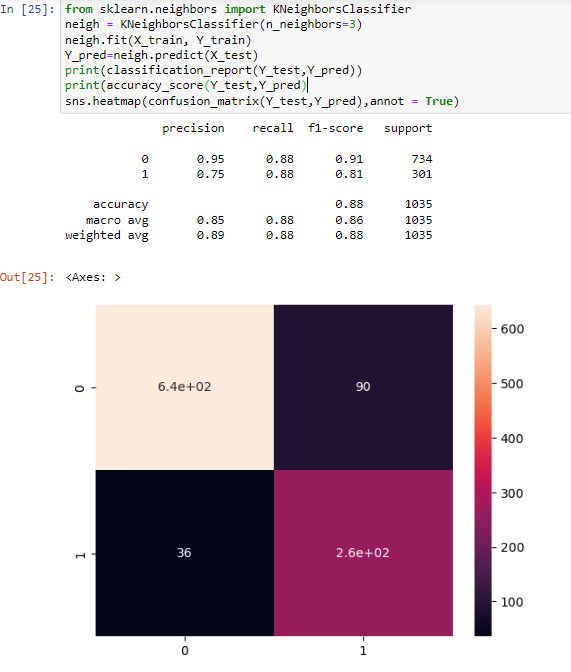 In [25]: from sklearn.neighbors import KNeighborsClassifier
neigh = KNeighborsClassifier(n_neighbors=3)
neigh.fit(X_train, Y_train)
Y_pred=neigh.predict(X_test)
print(classification_report(Y_test,Y_pred))
print(accuracy_score(Y_test,Y_pred)
sns.heatmap(confusion_matrix(Y_test,Y_pred),annot = True)
precision recall f1-score support
0 0.95 0.88 0.91 734
1 0.75 0.88 0.81 301
accuracy 0.88 1035
macro avg 0.85 0.88 0.86 1035
weighted avg 0.89 0.88 0.88 1035
Out[25]: <Axes: >
600
500
400
300
200
100
0 6.4e+02 90
1 36 2.6e+02
0 1